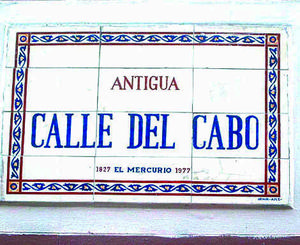 ANTIGUA
CALLE DEL CABO
1827 EL MERCURIO 1977